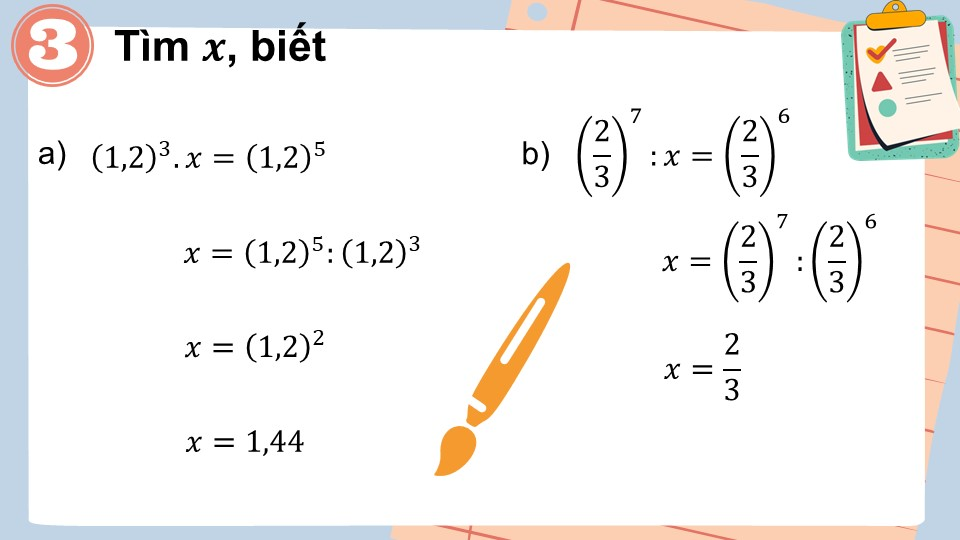 3 Tìm 𝑥, biết
a) (1,2)³. 𝑥 = (1,2)⁵
𝑥 = (1,2)⁵: (1,2)³
𝑥 = (1,2)²
𝑥 = 1,44
b) (2/3)⁷ : 𝑥 = (2/3)⁶
𝑥 = (2/3)⁷ : (2/3)⁶
𝑥 = 2/3